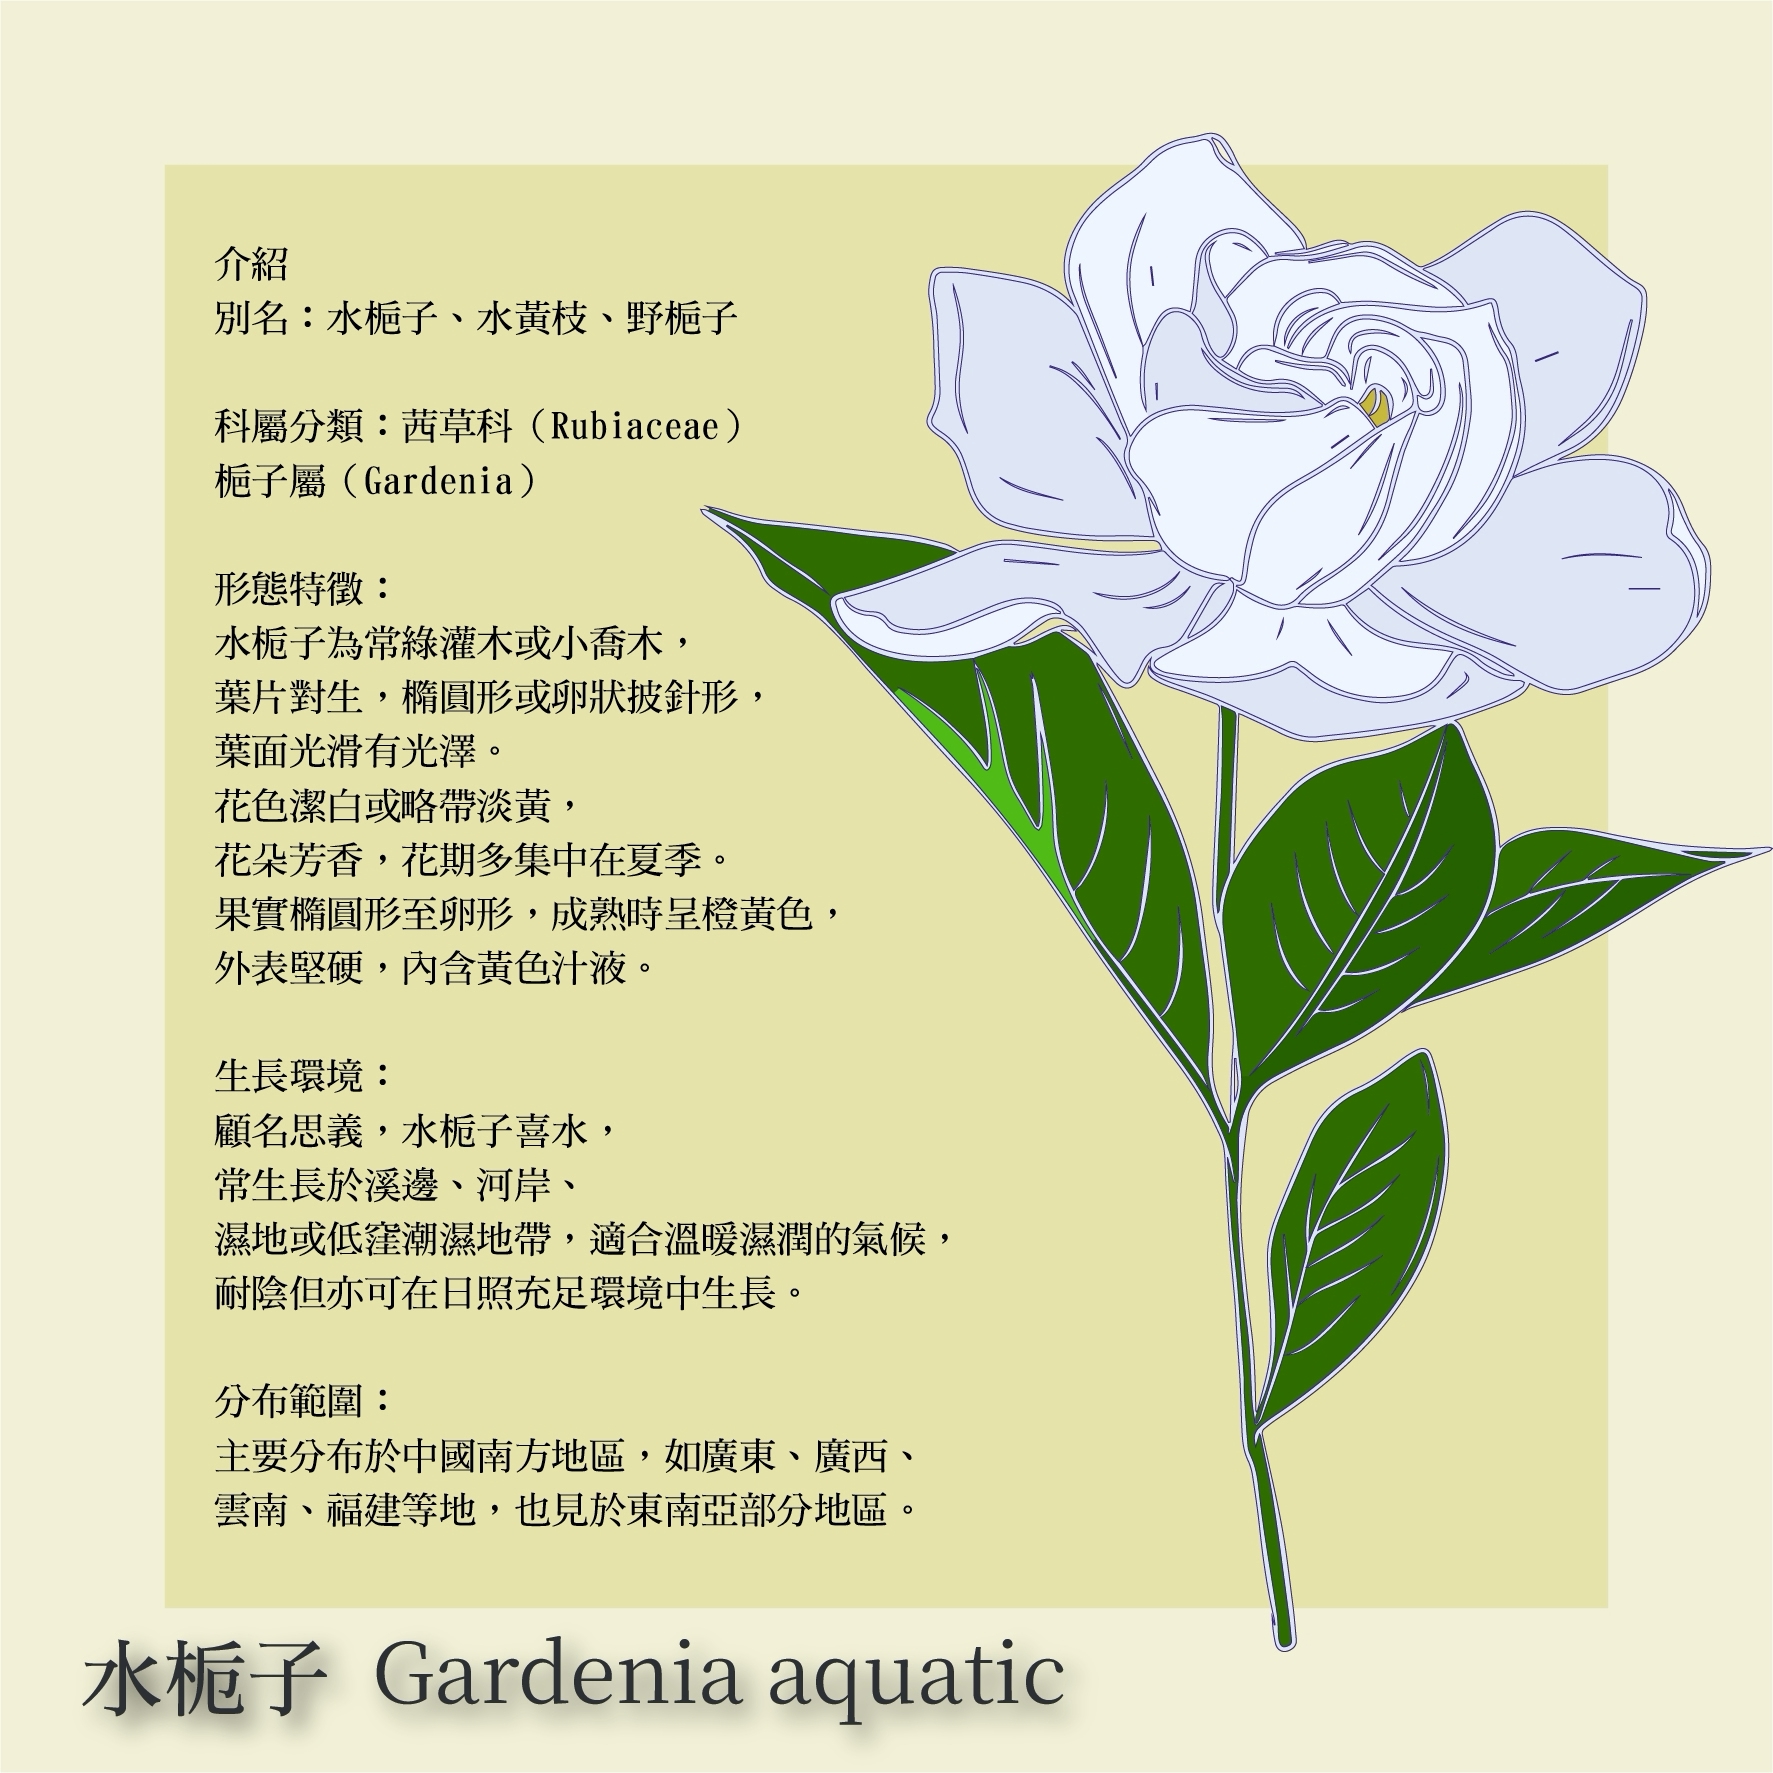 介紹
別名：水梔子、水黃枝、野梔子
科屬分類：茜草科（Rubiaceae）
梔子屬（Gardenia）
形態特徵：
水梔子為常綠灌木或小喬木，
葉片對生，橢圓形或卵狀披針形，
葉面光滑有光澤。
花色潔白或略帶淡黃，
花朵芳香，花期多集中在夏季。
果實橢圓形至卵形，成熟時呈橙黃色，
外表堅硬，內含黃色汁液。
生長環境：
顧名思義，水梔子喜水，
常生長於溪邊、河岸、
濕地或低窪潮濕地帶，適合溫暖濕潤的氣候，
耐陰但亦可在日照充足環境中生長。
分布範圍：
主要分布於中國南方地區，如廣東、廣西、
雲南、福建等地，也見於東南亞部分地區。
水梔子 Gardenia aquatic